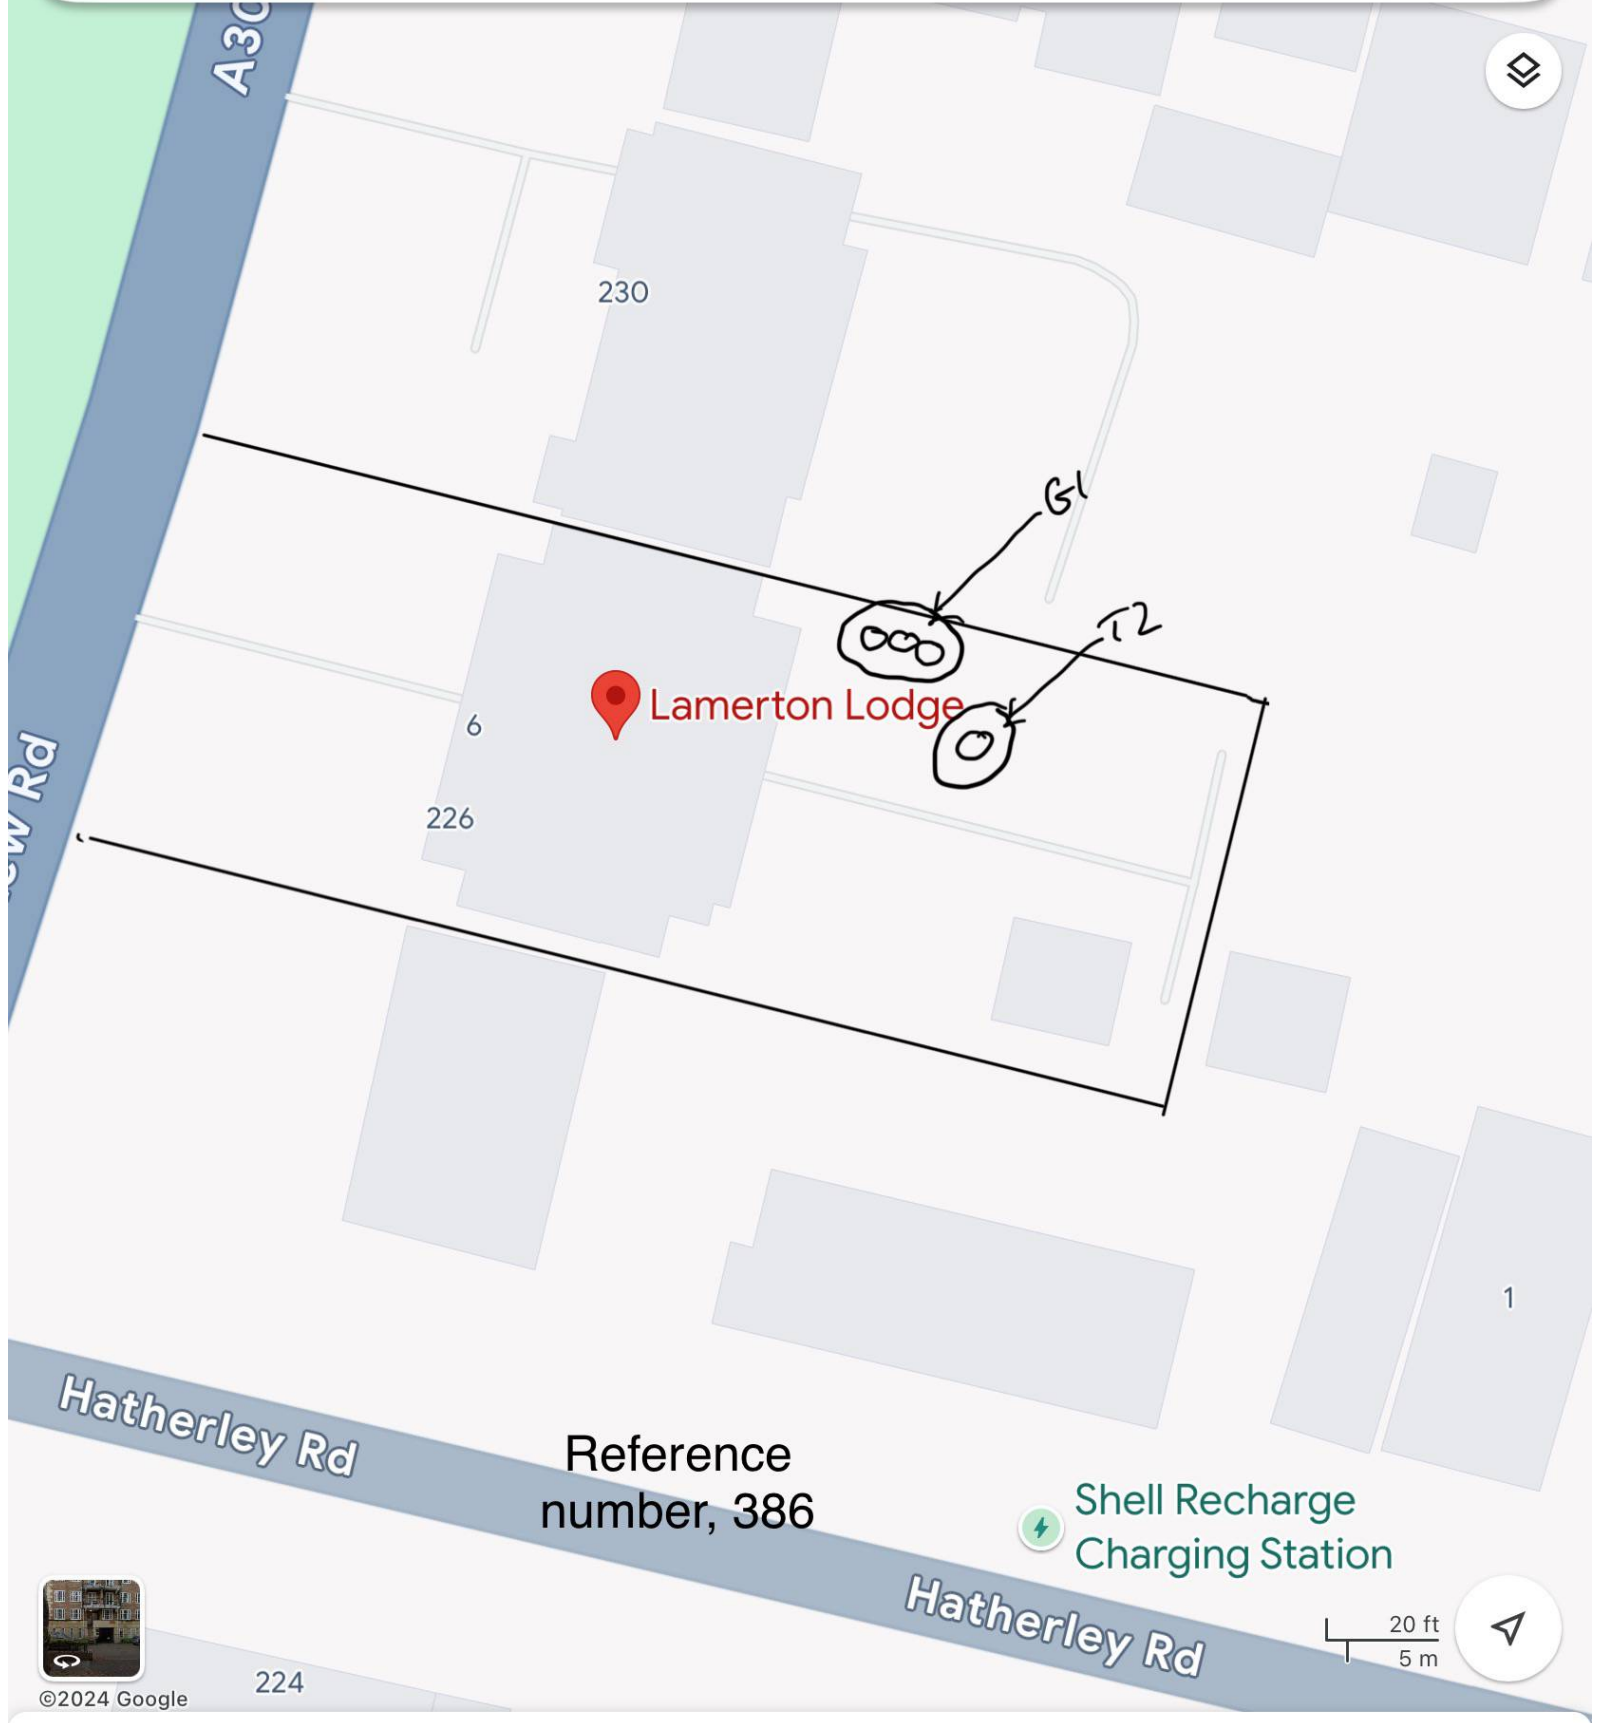 A30
230
G1
T2
Lamerton Lodge
6
226
ew Rd
1
Hatherley Rd
Reference
number, 386
Shell Recharge
Charging Station
Hatherley Rd
20 ft
5 m
224
©2024 Google